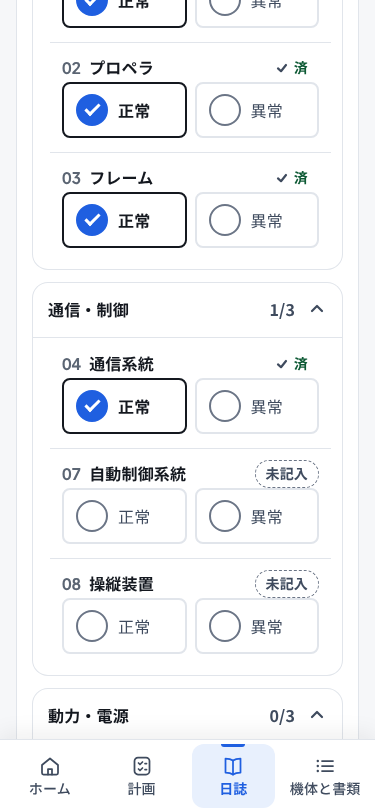 02 プロペラ 済
正常 異常
03 フレーム 済
正常 異常
通信・制御 1/3
04 通信系統 済
正常 異常
07 自動制御系統 未記入
正常 異常
08 操縦装置 未記入
正常 異常
動力・電源 0/3
ホーム 計画 日誌 機体と書類